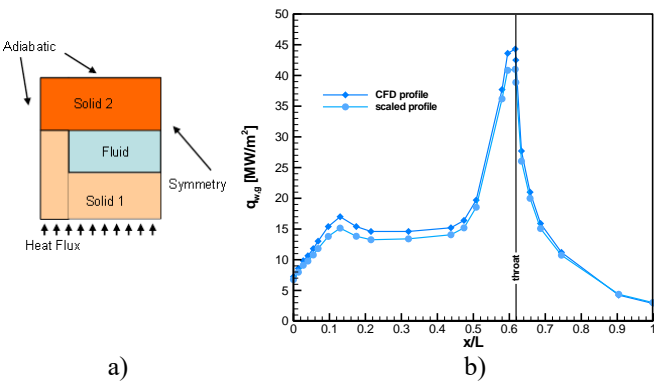 Adiabatic
Solid 2
Fluid
Solid 1
Symmetry
Heat Flux
a)
50
45
40
35
30
25
20
15
10
5
0
q_w,g [MW/m²]
CFD profile
scaled profile
throat
0 0.1 0.2 0.3 0.4 0.5 0.6 0.7 0.8 0.9 1
x/L
b)